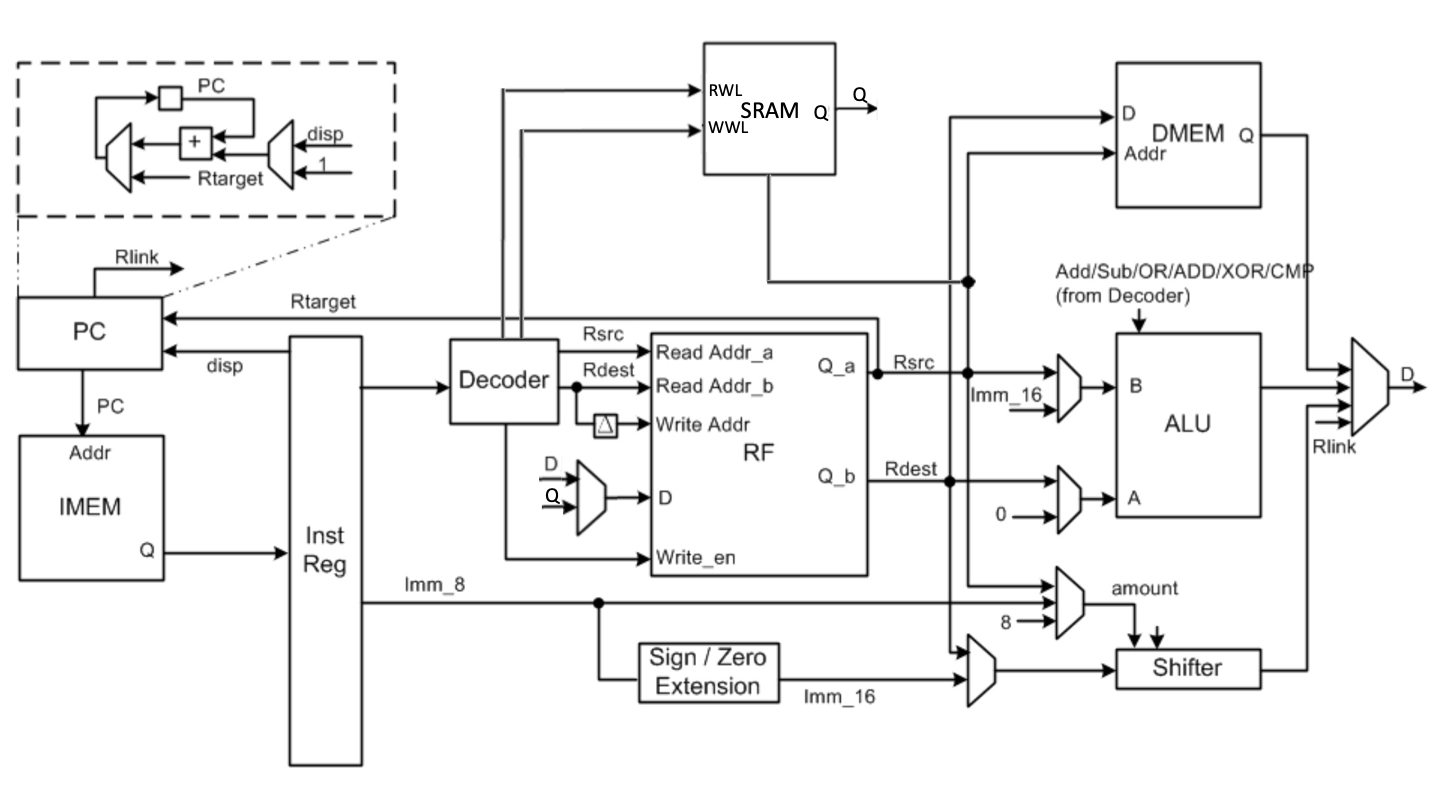 PC
+
disp
1
Rtarget
RWL
WWL
SRAM
Q
Q
D
Addr
DMEM
Q
Rlink
PC
Rtarget
disp
PC
Addr
IMEM
Q
Inst
Reg
Decoder
Rsrc
Rdest
Δ
D
Q
Read Addr_a
Read Addr_b
Write Addr
RF
D
Write_en
Q_a
Q_b
Rsrc
Rdest
Imm_16
0
Add/Sub/OR/ADD/XOR/CMP
(from Decoder)
B
ALU
A
D
Rlink
Imm_8
8
amount
Sign / Zero
Extension
Imm_16
Shifter